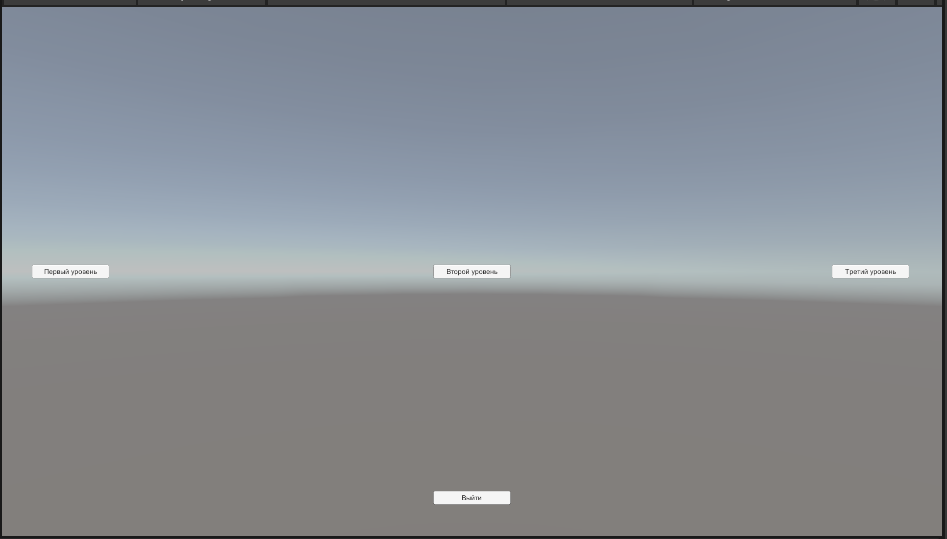 Первый уровень
Второй уровень
Третий уровень
Выйти